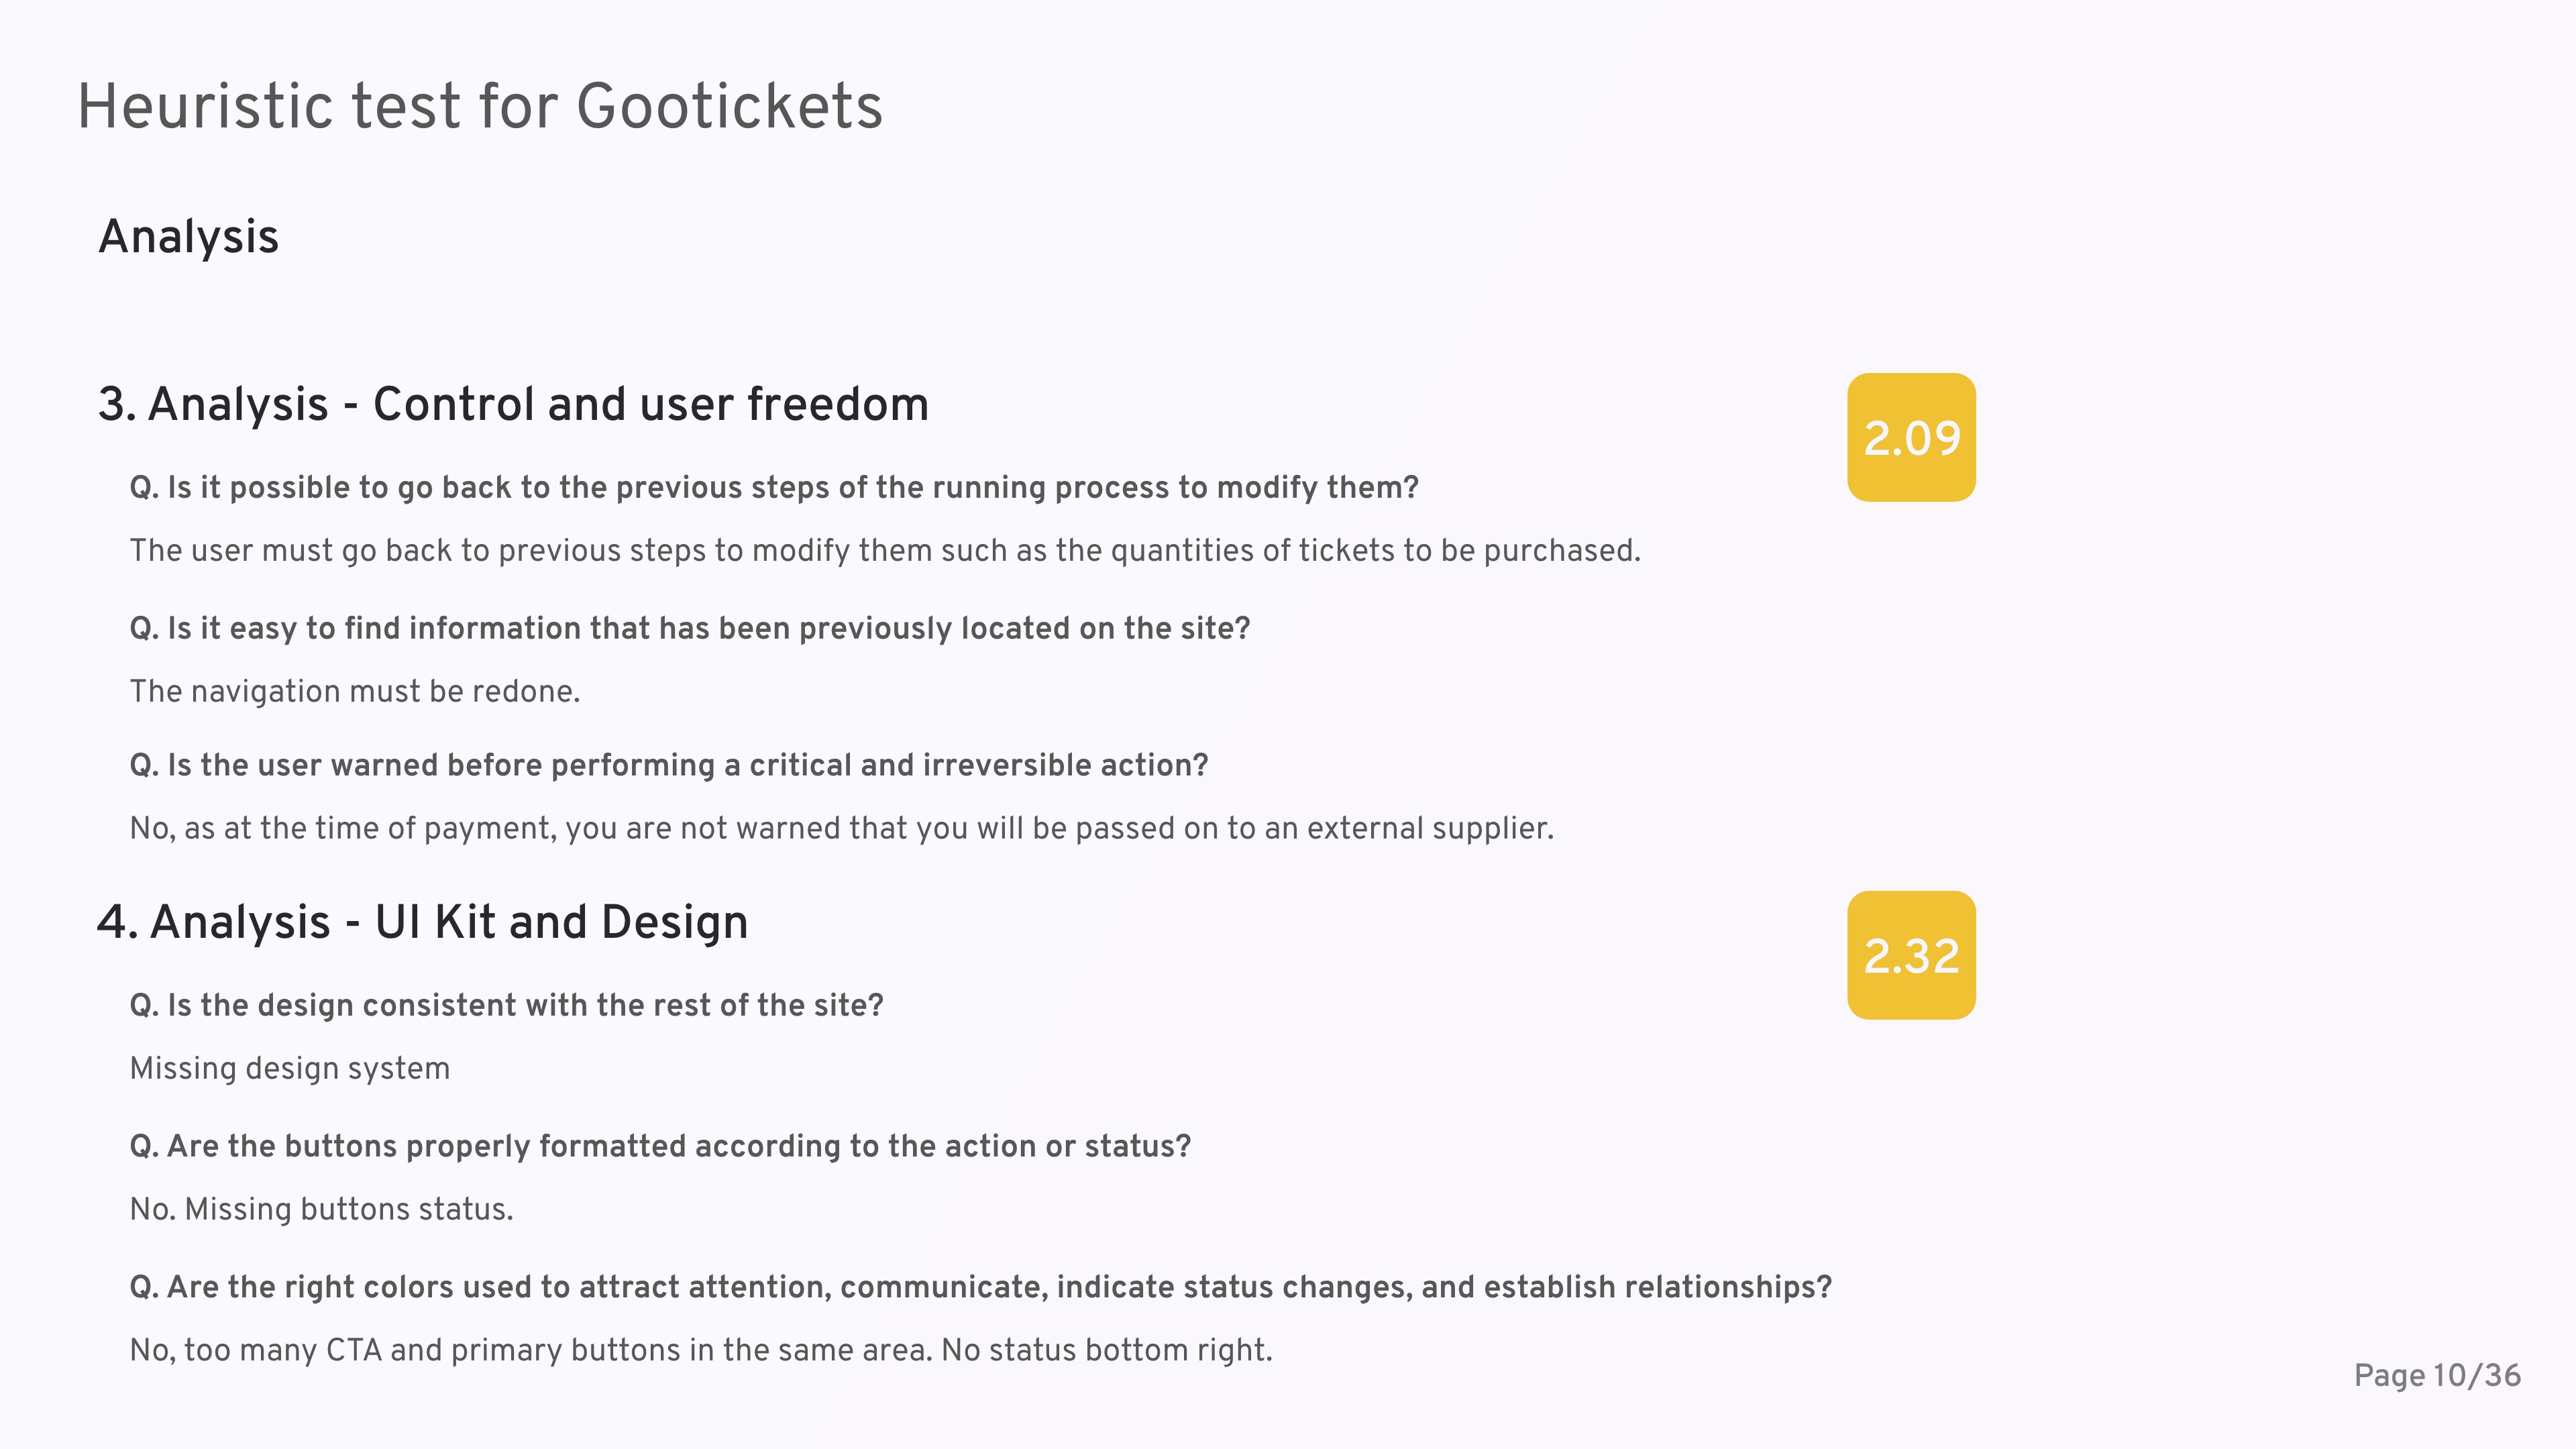 Heuristic test for Gootickets
Analysis
3. Analysis - Control and user freedom
2.09
Q. Is it possible to go back to the previous steps of the running process to modify them?
The user must go back to previous steps to modify them such as the quantities of tickets to be purchased.
Q. Is it easy to find information that has been previously located on the site?
The navigation must be redone.
Q. Is the user warned before performing a critical and irreversible action?
No, as at the time of payment, you are not warned that you will be passed on to an external supplier.
4. Analysis - UI Kit and Design
2.32
Q. Is the design consistent with the rest of the site?
Missing design system
Q. Are the buttons properly formatted according to the action or status?
No. Missing buttons status.
Q. Are the right colors used to attract attention, communicate, indicate status changes, and establish relationships?
No, too many CTA and primary buttons in the same area. No status bottom right.
Page 10/36